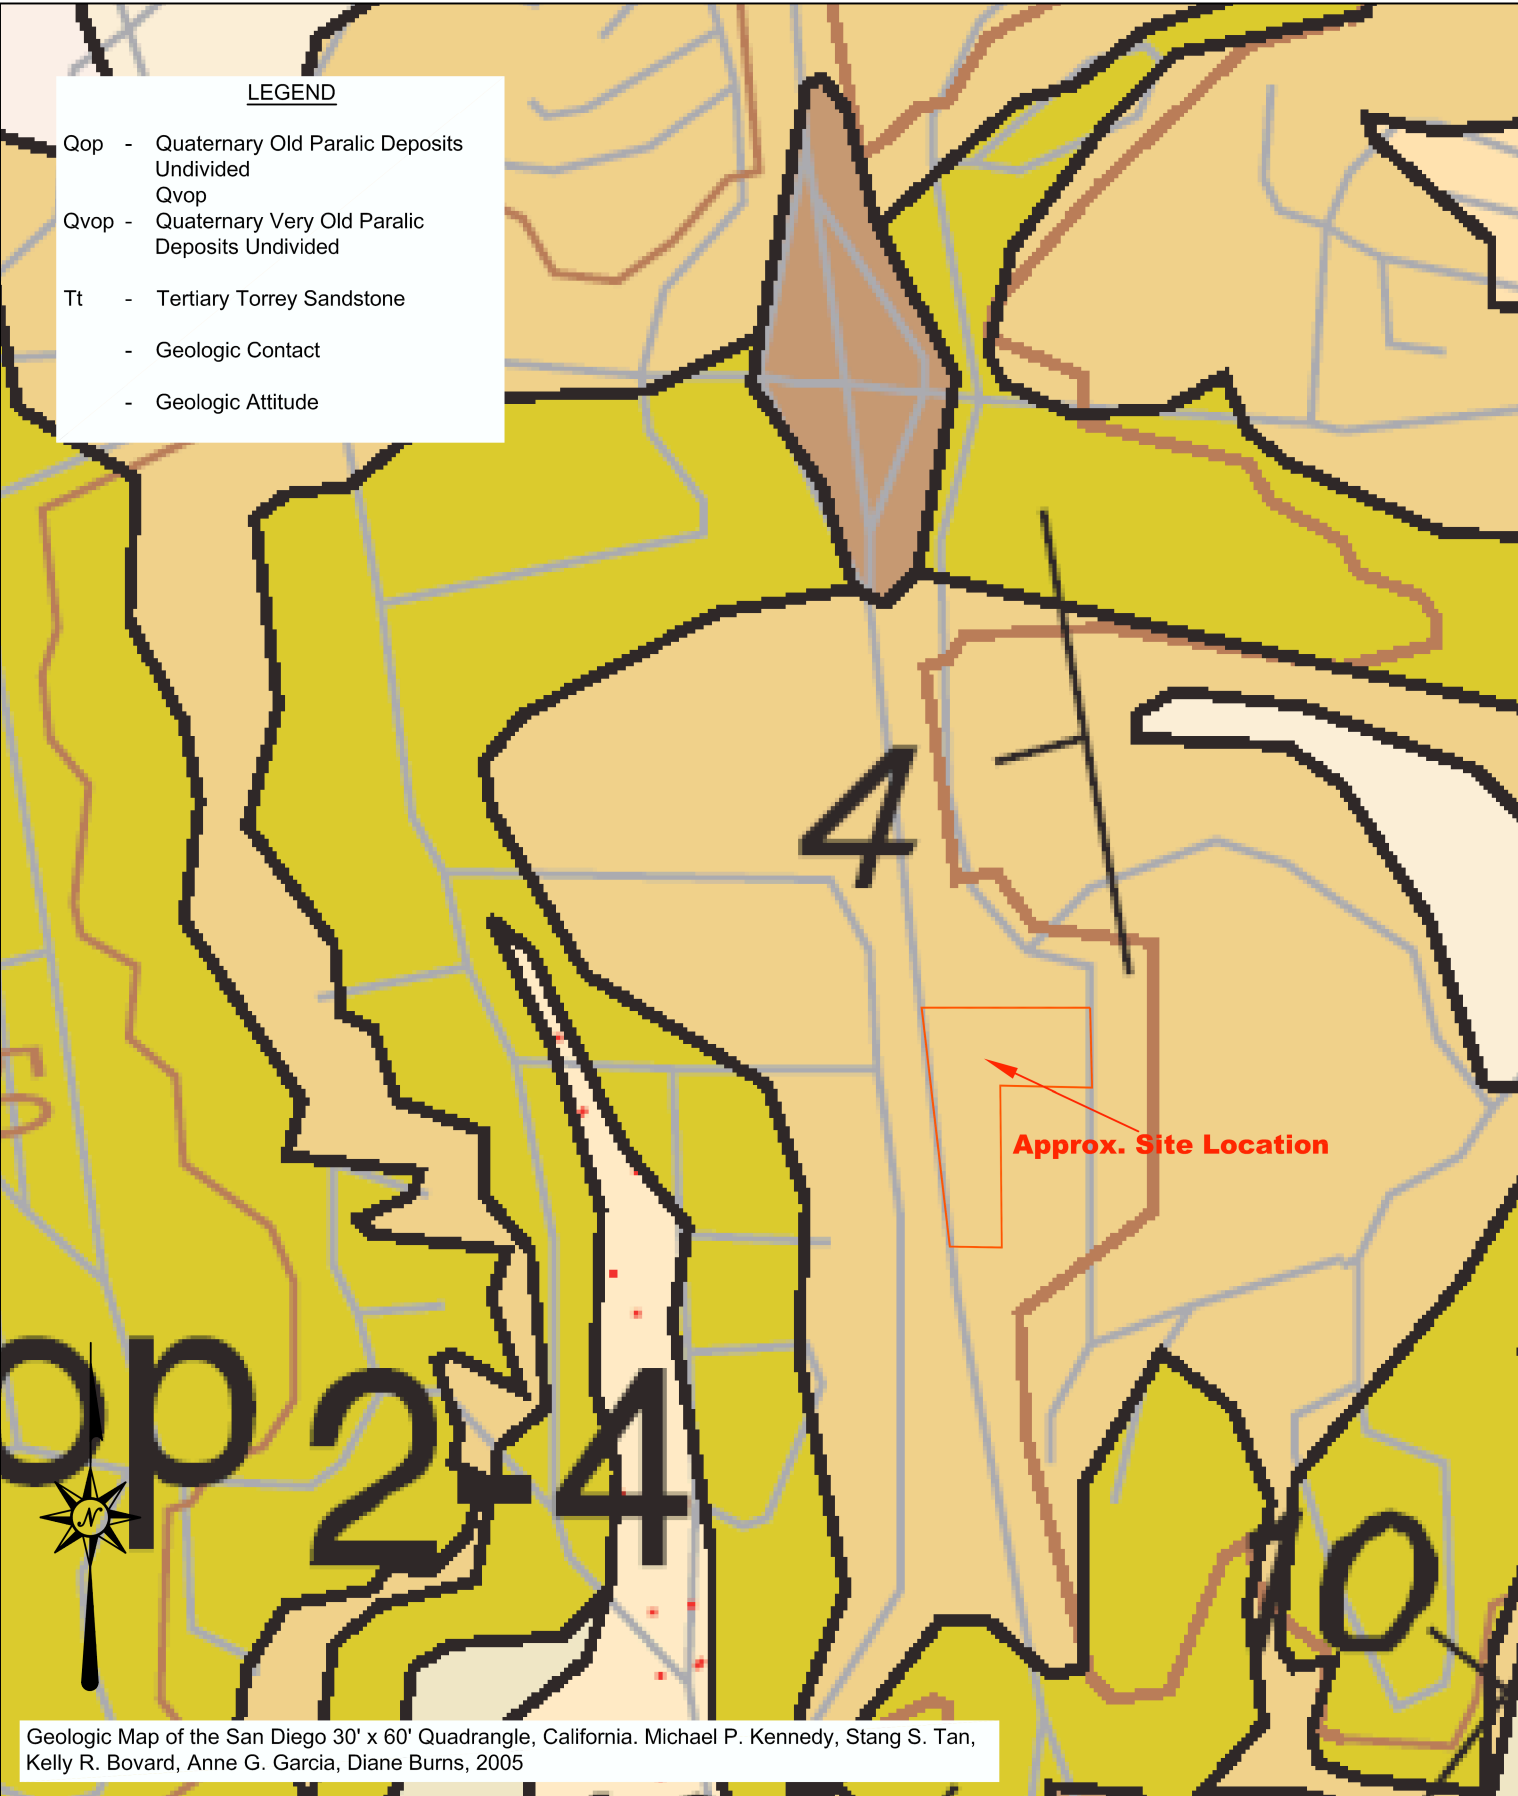 LEGEND
Qop - Quaternary Old Paralic Deposits
Undivided
Qvop
Qvop - Quaternary Very Old Paralic
Deposits Undivided
Tt - Tertiary Torrey Sandstone
- Geologic Contact
- Geologic Attitude
4
Approx. Site Location
op 2-4
10
N
Geologic Map of the San Diego 30' x 60' Quadrangle, California. Michael P. Kennedy, Stang S. Tan,
Kelly R. Bovard, Anne G. Garcia, Diane Burns, 2005